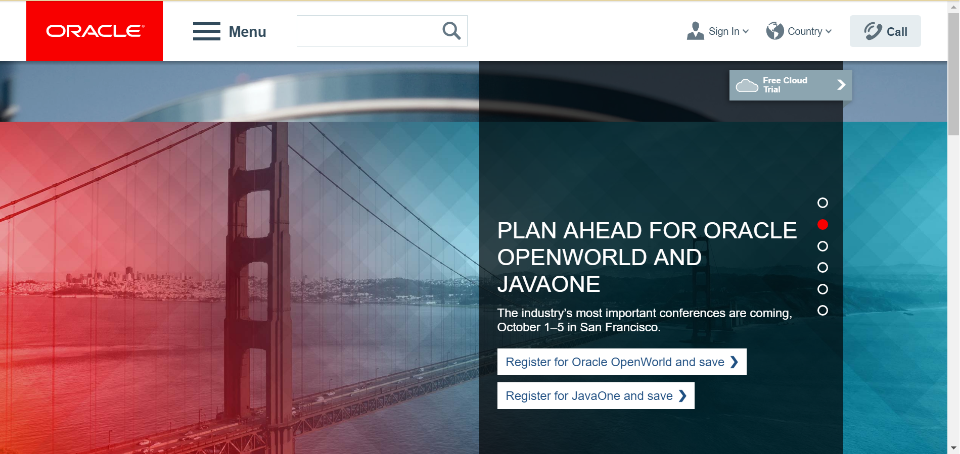 ORACLE®
Menu
Sign In
Country
Call
Free Cloud
Trial
PLAN AHEAD FOR ORACLE
OPENWORLD AND
JAVAONE
The industry's most important conferences are coming,
October 1–5 in San Francisco.
Register for Oracle OpenWorld and save
Register for JavaOne and save